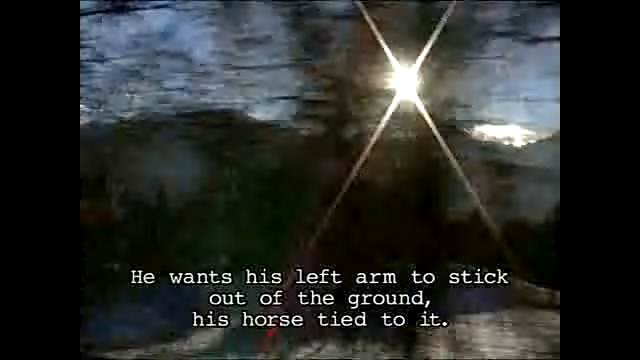 He wants his left arm to stick
out of the ground,
his horse tied to it.